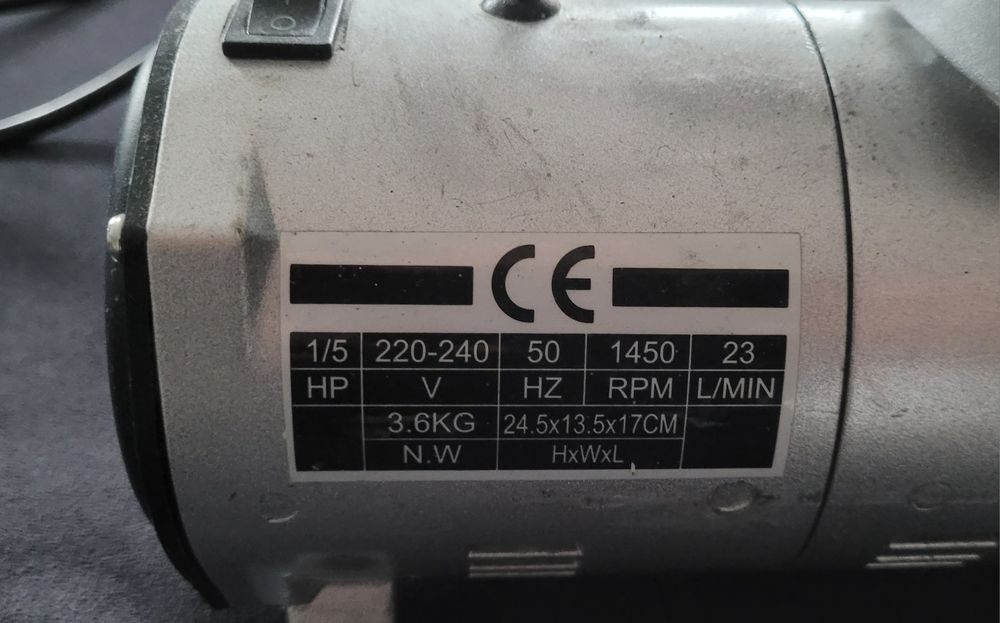 CE
1/5 220-240 50 1450 23
HP V HZ RPM L/MIN
3.6KG 24.5x13.5x17CM
N.W HxWxL